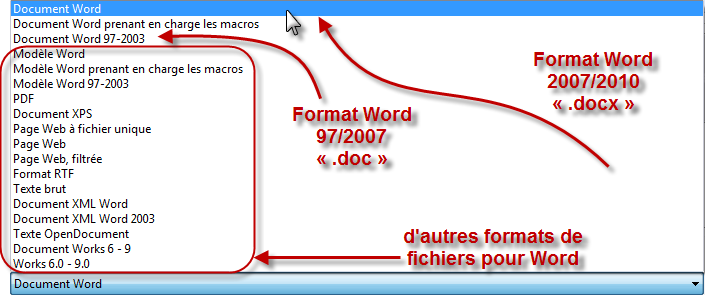 Document Word
Document Word prenant en charge les macros
Document Word 97-2003
Modèle Word
Modèle Word prenant en charge les macros
Modèle Word 97-2003
PDF
Document XPS
Page Web à fichier unique
Page Web
Page Web, filtrée
Format RTF
Texte brut
Document XML Word
Document XML Word 2003
Texte OpenDocument
Document Works 6 - 9
Works 6.0 - 9.0
Document Word
Format Word
97/2007
« .doc »
Format Word
2007/2010
« .docx »
d'autres formats de
fichiers pour Word